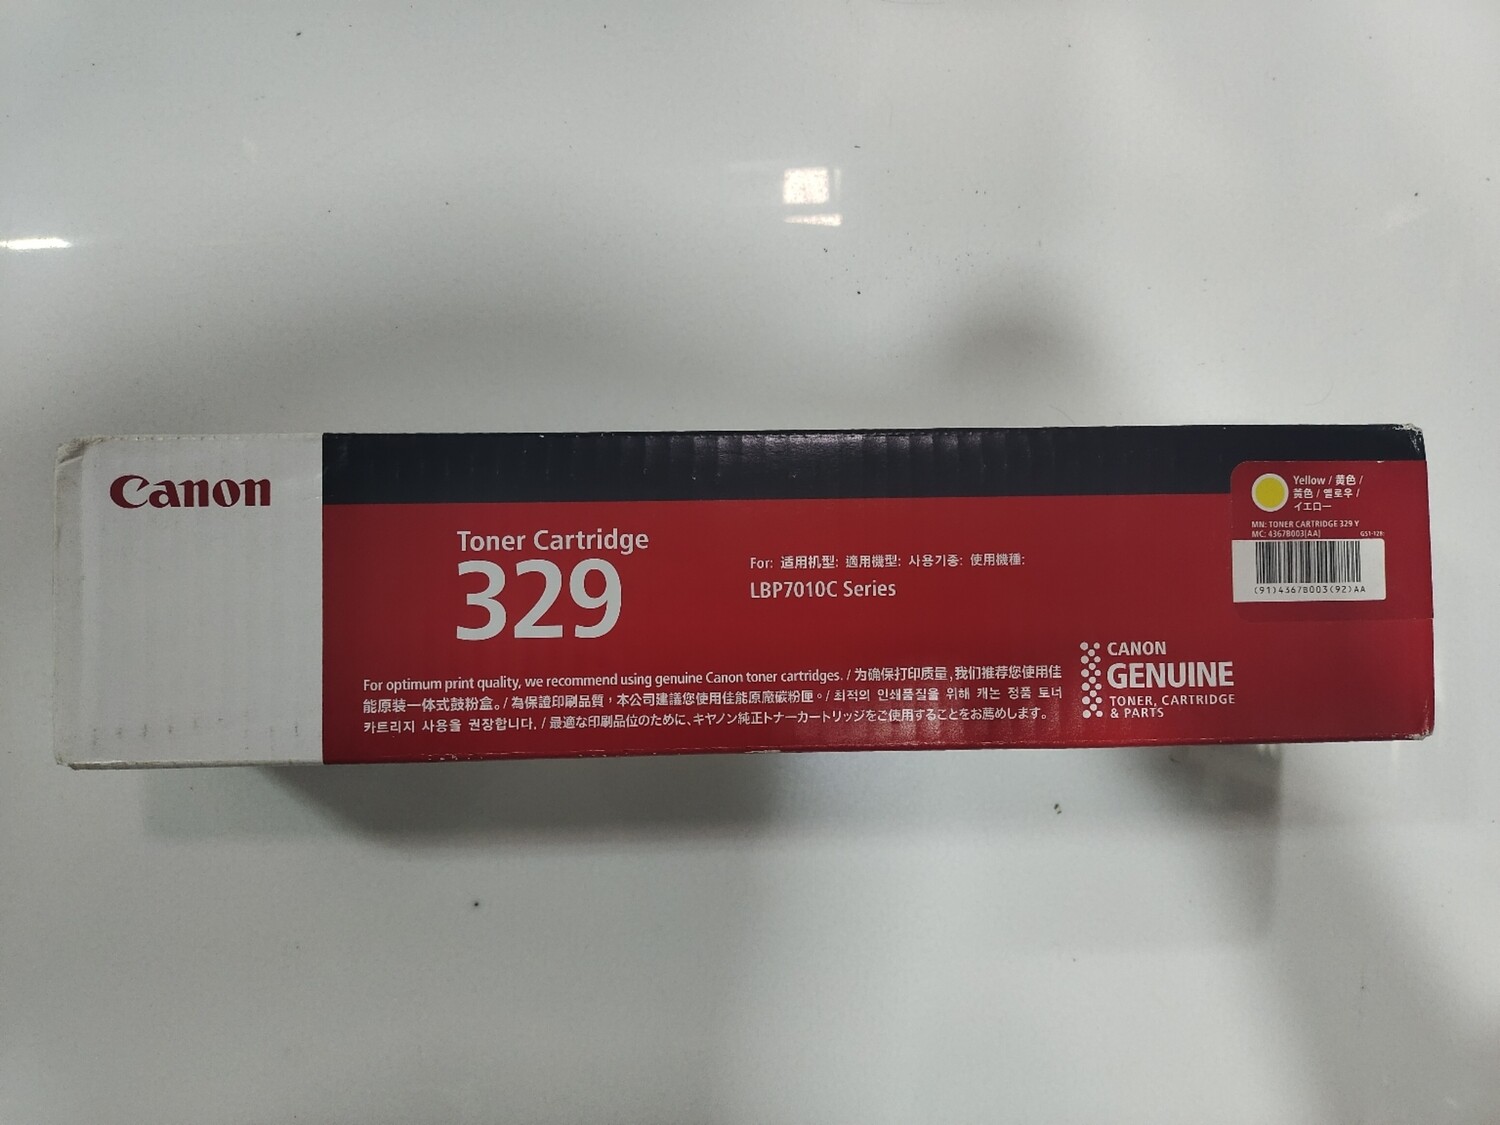 Canon
Toner Cartridge
329
For: 适用机型: 適用機型: 사용기종: 使用機種:
LBP7010C Series
For optimum print quality, we recommend using genuine Canon toner cartridges. / 为确保打印质量,我们推荐您使用佳
能原装一体式鼓粉盒。/ 為保證印刷品質，本公司建議您使用佳能原廠碳粉匣。/ 최적의 인쇄품질을 위해 캐논 정품 토너
카트리지 사용을 권장합니다. / 最適な印刷品位のために、キヤノン純正トナーカートリッジをご使用することをお薦めします。
CANON
GENUINE
TONER, CARTRIDGE
& PARTS
Yellow / 黄色 /
黃色 / 옐로우 /
イエロー
MN: TONER CARTRIDGE 329 Y
MC: 4367B003[AA]
(91)4367B003(92)AA